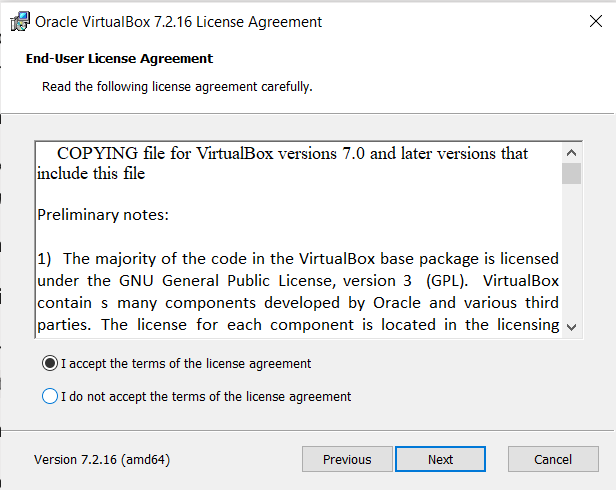 Oracle VirtualBox 7.2.16 License Agreement
End-User License Agreement
Read the following license agreement carefully.
COPYING file for VirtualBox versions 7.0 and later versions that
include this file
Preliminary notes:
1) The majority of the code in the VirtualBox base package is licensed
under the GNU General Public License, version 3 (GPL). VirtualBox
contain s many components developed by Oracle and various third
parties. The license for each component is located in the licensing
I accept the terms of the license agreement
I do not accept the terms of the license agreement
Version 7.2.16 (amd64)
Previous
Next
Cancel